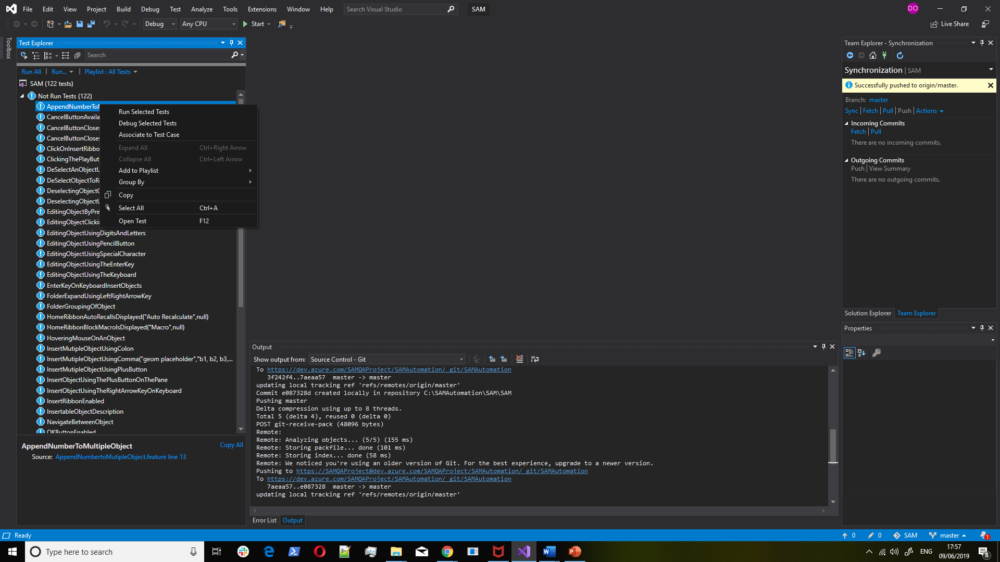 File Edit View Project Build Debug Test Analyze Tools Extensions Window Help Search Visual Studio SAM DO
Debug Any CPU Start Live Share
Toolbox
Test Explorer
Search
Run All | Run... | Playlist : All Tests
SAM (122 tests)
Not Run Tests (122)
AppendNumberToM
CancelButtonAvaila
CancelButtonCloses
CancelButtonCloses
ClickOnInsertRibbo
ClickingThePlayBut
DeSelectAnObjectU
DeSelectObjectToRe
DeselectingObjectC
DeselectingObjectU
EditingObjectByPre
EditingObjectClicki
EditingObjectUsingDigitsAndLetters
EditingObjectUsingPencilButton
EditingObjectUsingSpecialCharacter
EditingObjectUsingTheEnterKey
EditingObjectUsingTheKeyboard
EnterKeyOnKeyboardInsertObjects
FolderExpandUsingLeftRightArrowKey
FolderGroupingOfObject
HomeRibbonAutoRecalIsDisplayed("Auto Recalculate",null)
HomeRibbonBlockMacroIsDisplayed("Macro",null)
HoveringMouseOnAnObject
InsertMutipleObjectUsingColon
InsertMutipleObjectUsingComma("geom placeholder","b1, b2, b3,...
InsertMutipleObjectUsingPlusButton
InsertObjectUsingThePlusButtonOnThePane
InsertObjectUsingTheRightArrowKeyOnKeyboard
InsertRibbonEnabled
InsertableObjectDescription
NavigateBetweenObject
OKButtonEnabled
Run Selected Tests
Debug Selected Tests
Associate to Test Case
Expand All Ctrl+Right Arrow
Collapse All Ctrl+Left Arrow
Add to Playlist
Group By
Copy
Select All Ctrl+A
Open Test F12
AppendNumberToMultipleObject Copy All
Source: AppendNumbertoMutipleObject.feature line 13
Output
Show output from: Source Control - Git
To https://dev.azure.com/SAMQAProject/SAMAutomation/_git/SAMAutomation
3f242f4..7aeaa57 master -> master
updating local tracking ref 'refs/remotes/origin/master'
Commit e087328d created locally in repository C:\SAMAutomation\SAM\SAM
Pushing master
Delta compression using up to 8 threads.
Total 5 (delta 4), reused 0 (delta 0)
POST git-receive-pack (48096 bytes)
Remote:
Remote: Analyzing objects... (5/5) (155 ms)
Remote: Storing packfile... done (101 ms)
Remote: Storing index... done (58 ms)
Remote: We noticed you're using an older version of Git. For the best experience, upgrade to a newer version.
Pushing to https://SAMQAProject@dev.azure.com/SAMQAProject/SAMAutomation/_git/SAMAutomation
To https://dev.azure.com/SAMQAProject/SAMAutomation/_git/SAMAutomation
7aeaa57..e087328 master -> master
updating local tracking ref 'refs/remotes/origin/master'
Error List Output
Team Explorer - Synchronization
Synchronization | SAM
Successfully pushed to origin/master.
Branch: master
Sync | Fetch | Pull | Push | Actions
Incoming Commits
Fetch | Pull
There are no incoming commits.
Outgoing Commits
Push | View Summary
There are no outgoing commits.
Solution Explorer Team Explorer
Properties
Ready 0 0 SAM master 1
Type here to search ENG 17:57
09/06/2019 8